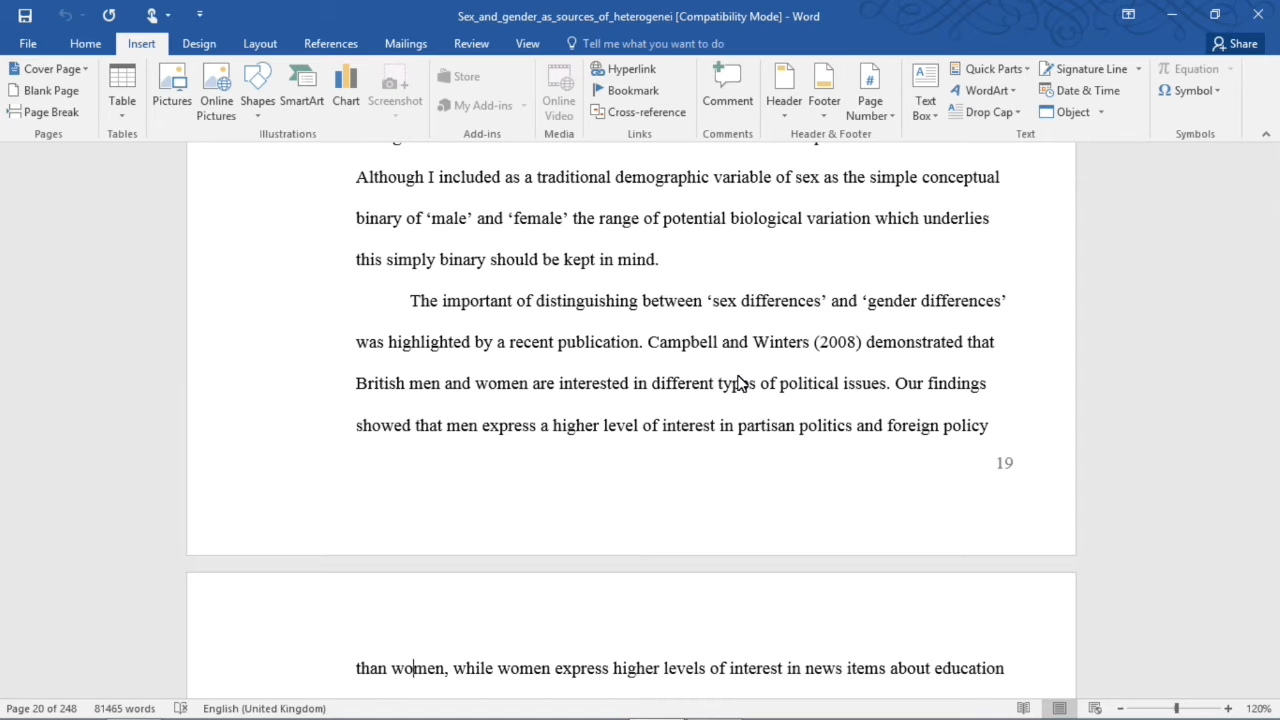 Sex_and_gender_as_sources_of_heterogenei [Compatibility Mode] - Word
File Home Insert Design Layout References Mailings Review View Tell me what you want to do Share
Cover Page
Blank Page
Page Break
Pages
Table
Tables
Pictures
Online Pictures
Shapes
SmartArt
Chart
Screenshot
Illustrations
Store
My Add-ins
Add-ins
Online Video
Media
Hyperlink
Bookmark
Cross-reference
Links
Comment
Comments
Header
Footer
Page Number
Header & Footer
Text Box
Quick Parts
WordArt
Drop Cap
Signature Line
Date & Time
Object
Text
Equation
Symbol
Symbols
Although I included as a traditional demographic variable of sex as the simple conceptual
binary of ‘male’ and ‘female’ the range of potential biological variation which underlies
this simply binary should be kept in mind.
The important of distinguishing between ‘sex differences’ and ‘gender differences’
was highlighted by a recent publication. Campbell and Winters (2008) demonstrated that
British men and women are interested in different types of political issues. Our findings
showed that men express a higher level of interest in partisan politics and foreign policy
19
than women, while women express higher levels of interest in news items about education
Page 20 of 248 81465 words English (United Kingdom) 120%